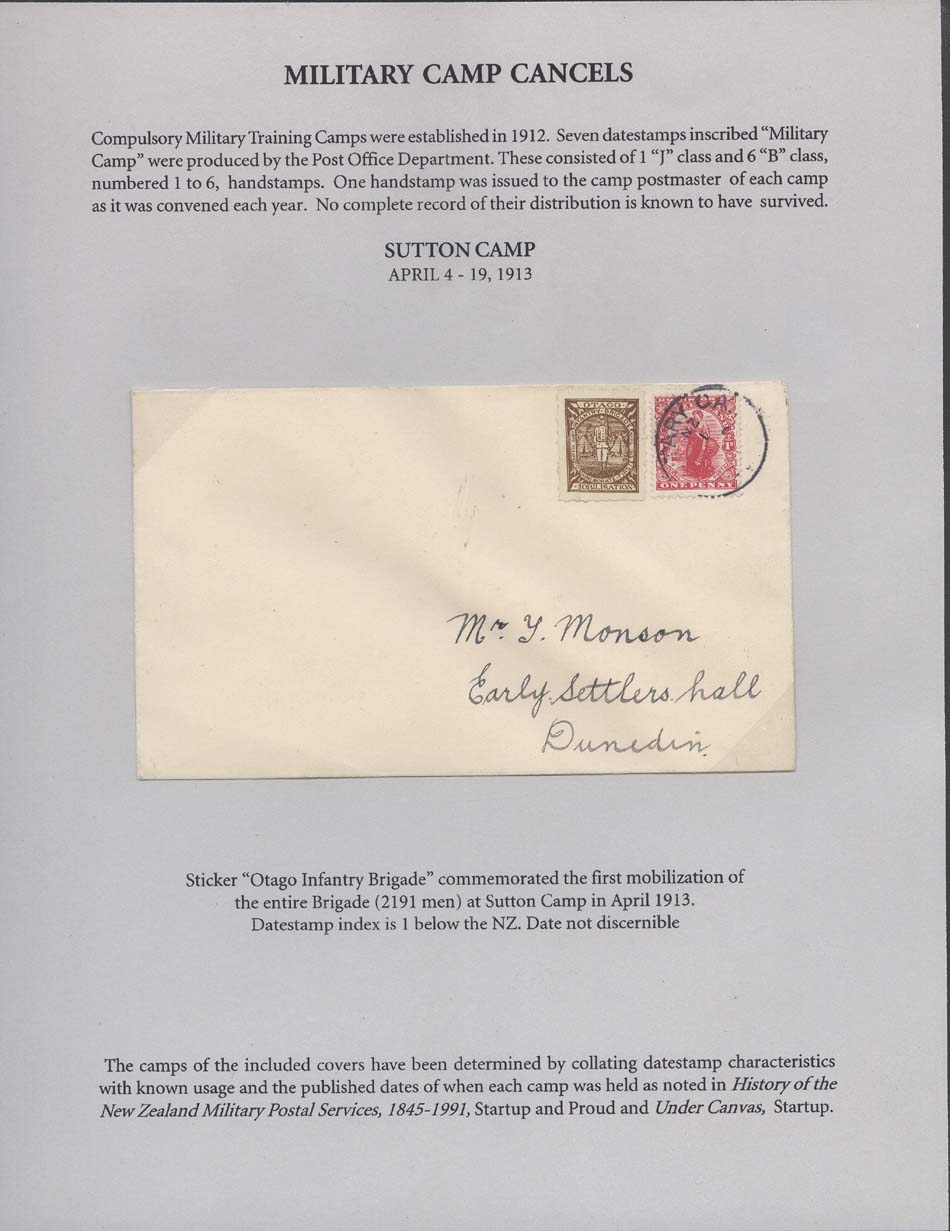 MILITARY CAMP CANCELS
Compulsory Military Training Camps were established in 1912. Seven datestamps inscribed “Military
Camp” were produced by the Post Office Department. These consisted of 1 “J” class and 6 “B” class,
numbered 1 to 6, handstamps. One handstamp was issued to the camp postmaster of each camp
as it was convened each year. No complete record of their distribution is known to have survived.
SUTTON CAMP
APRIL 4 - 19, 1913
OTAGO
INFANTRY BRIGADE
MOBILISATION
ARY CA
NZ
1
ONE PENNY
Mr. Y. Monson
Early Settlers hall
Dunedin.
Sticker “Otago Infantry Brigade” commemorated the first mobilization of
the entire Brigade (2191 men) at Sutton Camp in April 1913.
Datestamp index is 1 below the NZ. Date not discernible
The camps of the included covers have been determined by collating datestamp characteristics
with known usage and the published dates of when each camp was held as noted in History of the
New Zealand Military Postal Services, 1845-1991, Startup and Proud and Under Canvas, Startup.